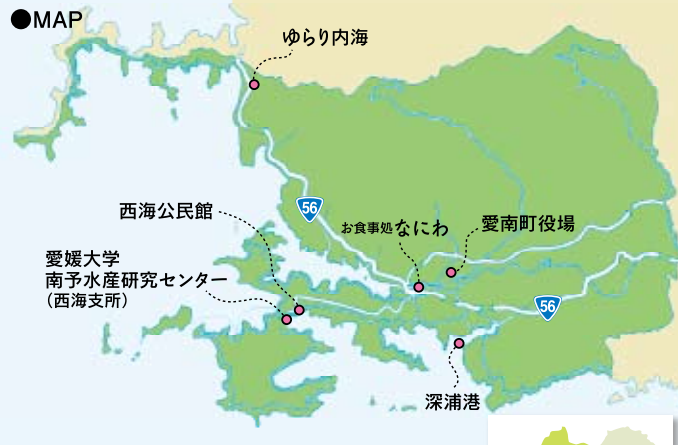 ●MAP
ゆらり内海
56
西海公民館
お食事処なにわ
愛南町役場
愛媛大学
南予水産研究センター
（西海支所）
56
深浦港